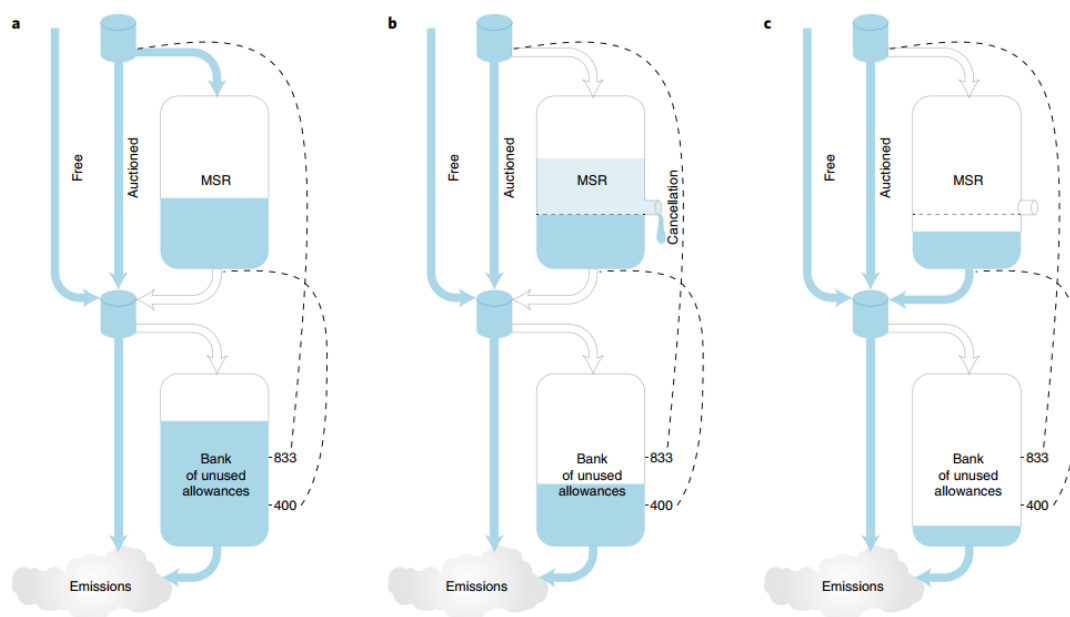 a
Free
Auctioned
MSR
Bank
of unused
allowances
833
400
Emissions
b
Free
Auctioned
MSR
Cancellation
Bank
of unused
allowances
833
400
Emissions
c
Free
Auctioned
MSR
Bank
of unused
allowances
833
400
Emissions